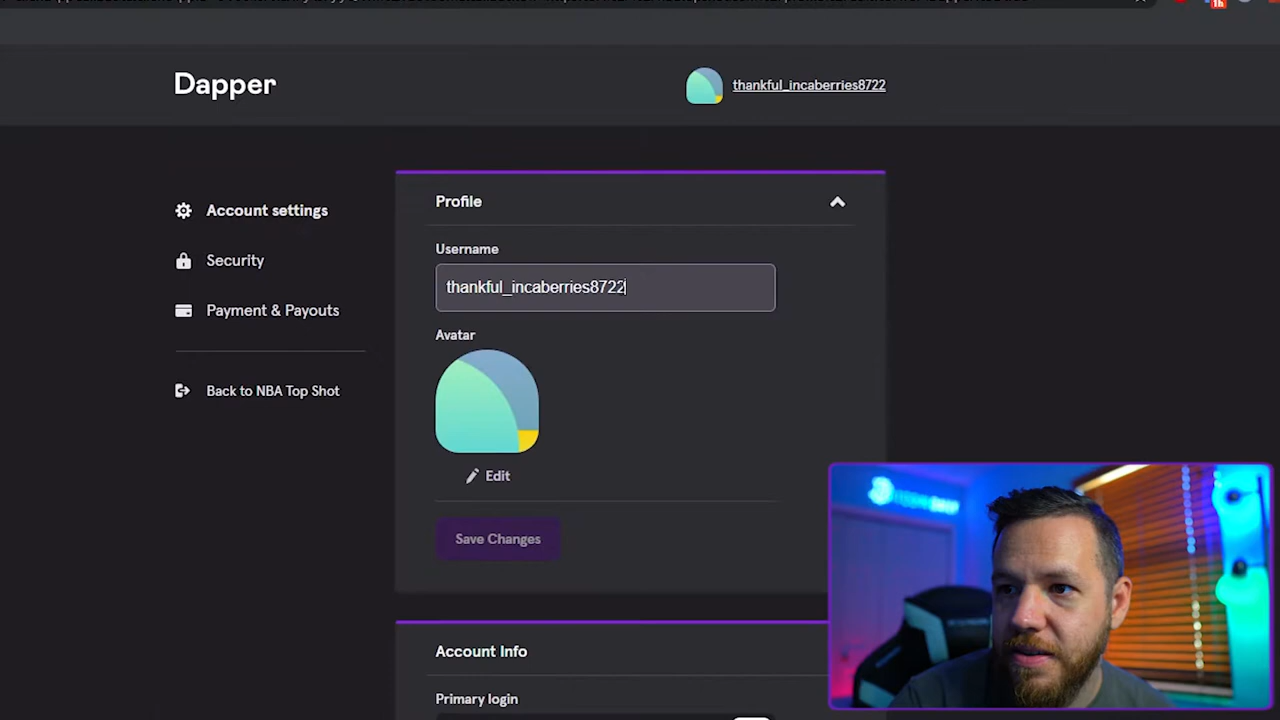 Dapper
thankful_incaberries8722
Account settings
Security
Payment & Payouts
Back to NBA Top Shot
Profile
Username
thankful_incaberries8722
Avatar
Edit
Save Changes
Account Info
Primary login